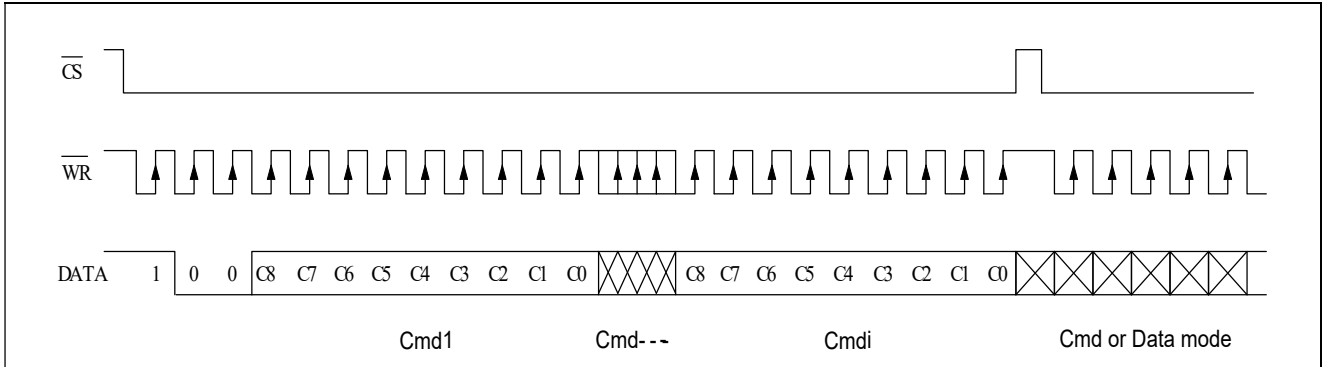 CS
WR
DATA 1 0 0 C8 C7 C6 C5 C4 C3 C2 C1 C0 C8 C7 C6 C5 C4 C3 C2 C1 C0
Cmd1 Cmd--- Cmdi Cmd or Data mode